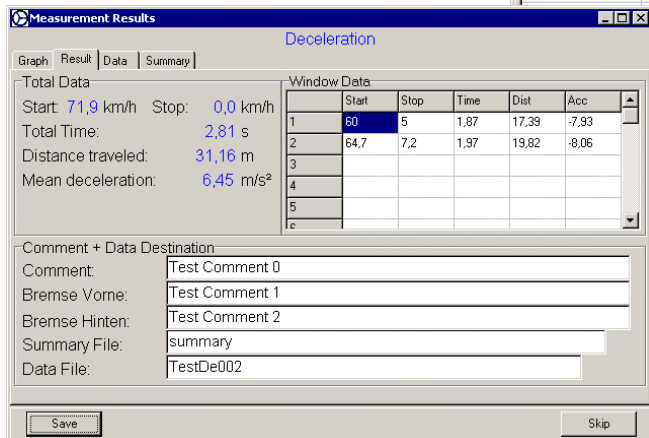 Measurement Results
Deceleration
Graph Result Data Summary
Total Data
Start: 71,9 km/h Stop: 0,0 km/h
Total Time: 2,81 s
Distance traveled: 31,16 m
Mean deceleration: 6,45 m/s²
Window Data
Start Stop Time Dist Acc
1 60 5 1,87 17,39 -7,93
2 64,7 7,2 1,97 19,82 -8,06
3
4
5
Comment + Data Destination
Comment: Test Comment 0
Bremse Vorne: Test Comment 1
Bremse Hinten: Test Comment 2
Summary File: summary
Data File: TestDe002
Save Skip